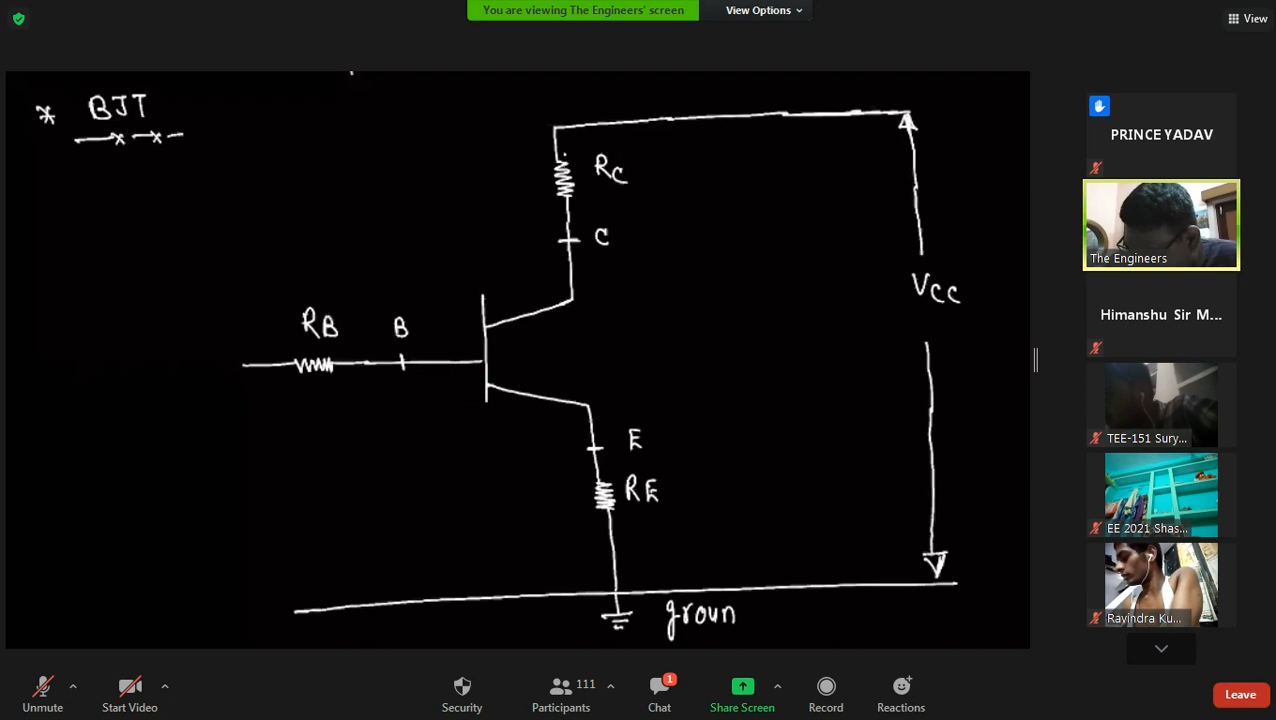 You are viewing The Engineers' screen
View Options
View
* BJT
RC
C
VCC
RB
B
E
RE
groun
PRINCE YADAV
The Engineers
Himanshu Sir M...
TEE-151 Sury...
EE 2021 Shas...
Ravindra Ku...
Unmute
Start Video
Security
111
Participants
1
Chat
Share Screen
Record
Reactions
Leave